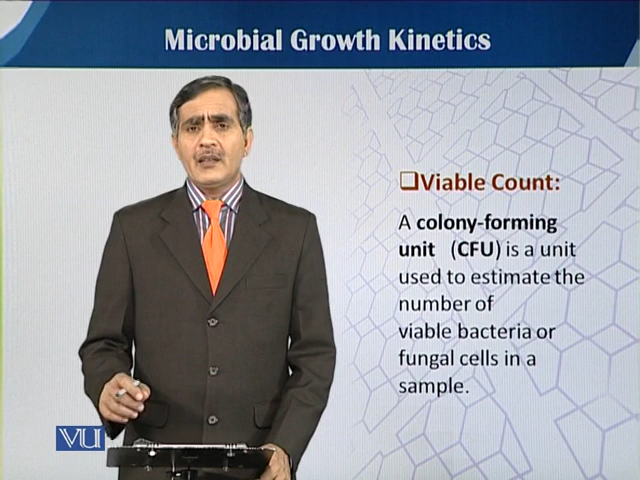 Microbial Growth Kinetics
❑Viable Count:
A colony-forming
unit (CFU) is a unit
used to estimate the
number of
viable bacteria or
fungal cells in a
sample.
VU